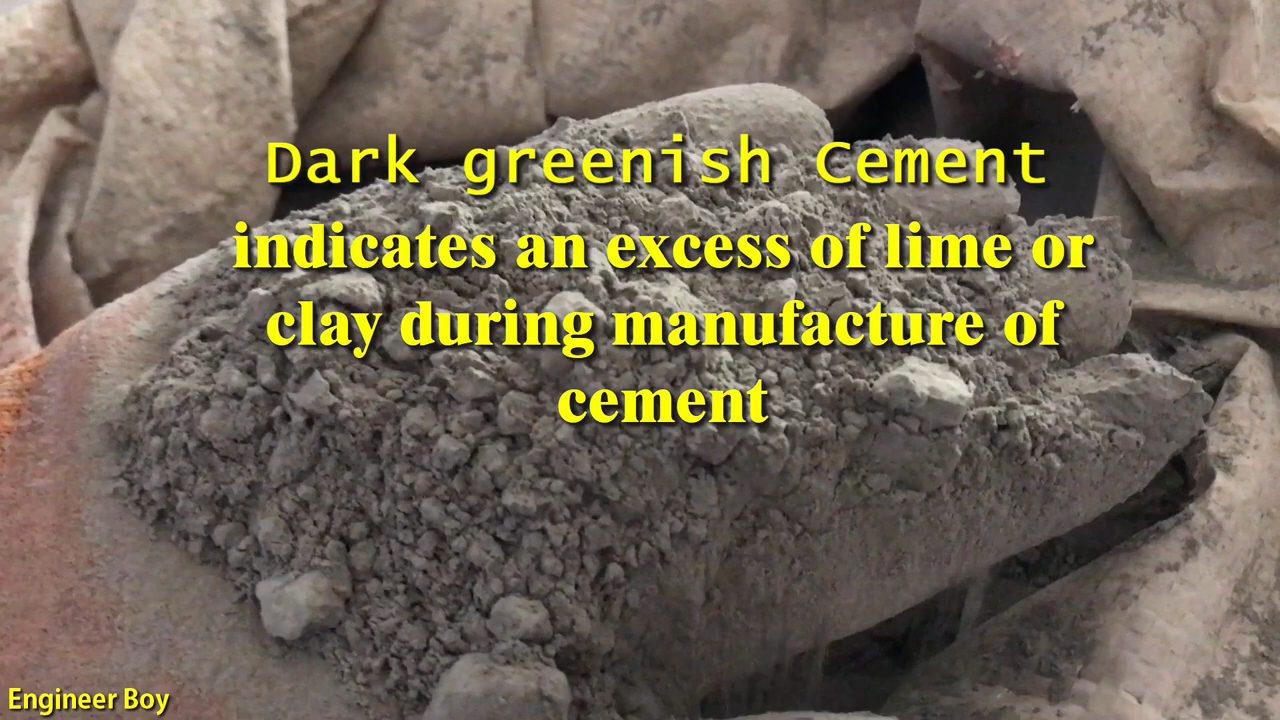 Dark greenish Cement
indicates an excess of lime or
clay during manufacture of
cement
Engineer Boy